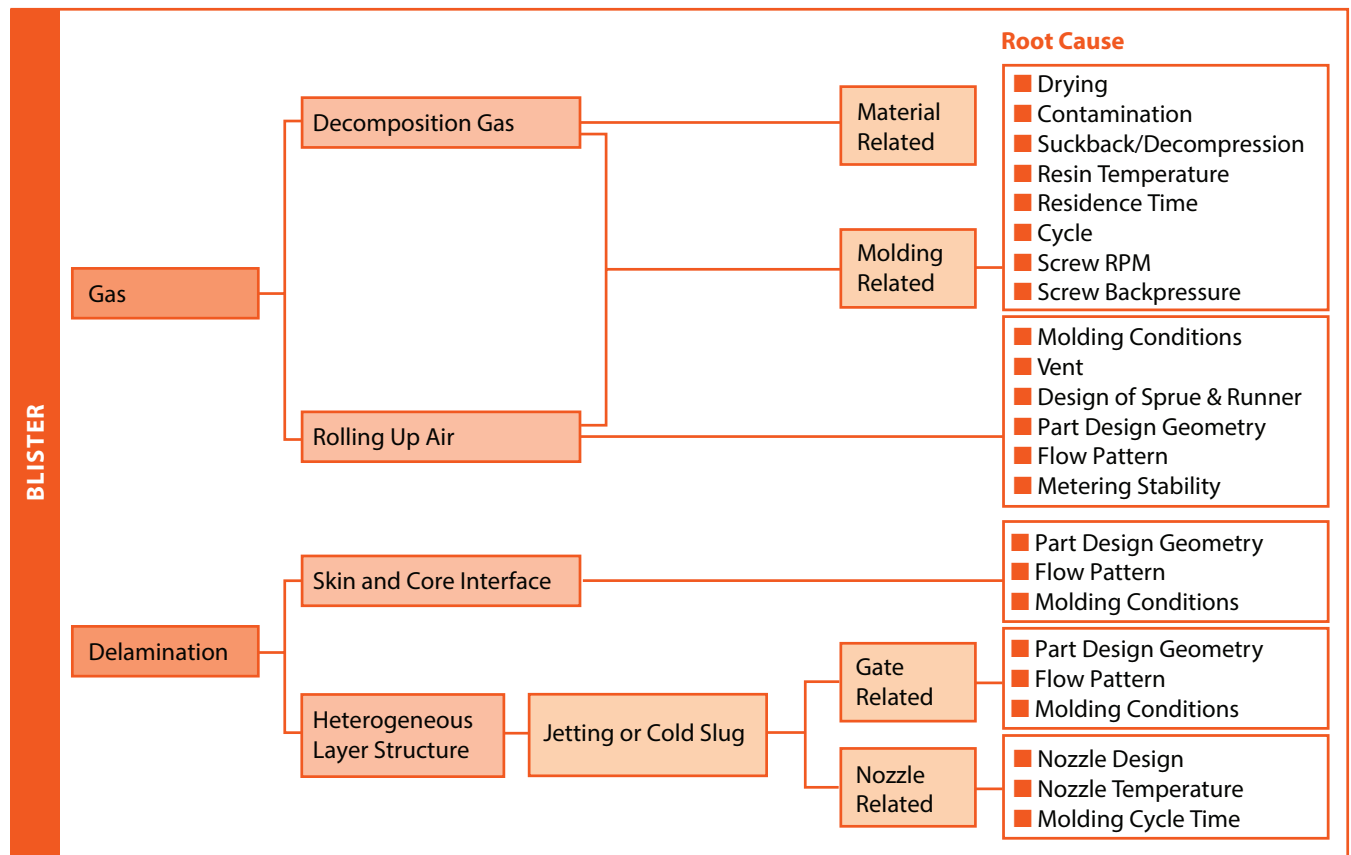 BLISTER
Root Cause
Gas
Decomposition Gas
Rolling Up Air
Material
Related
Molding
Related
Drying
Contamination
Suckback/Decompression
Resin Temperature
Residence Time
Cycle
Screw RPM
Screw Backpressure
Molding Conditions
Vent
Design of Sprue & Runner
Part Design Geometry
Flow Pattern
Metering Stability
Delamination
Skin and Core Interface
Part Design Geometry
Flow Pattern
Molding Conditions
Heterogeneous
Layer Structure
Jetting or Cold Slug
Gate
Related
Part Design Geometry
Flow Pattern
Molding Conditions
Nozzle
Related
Nozzle Design
Nozzle Temperature
Molding Cycle Time